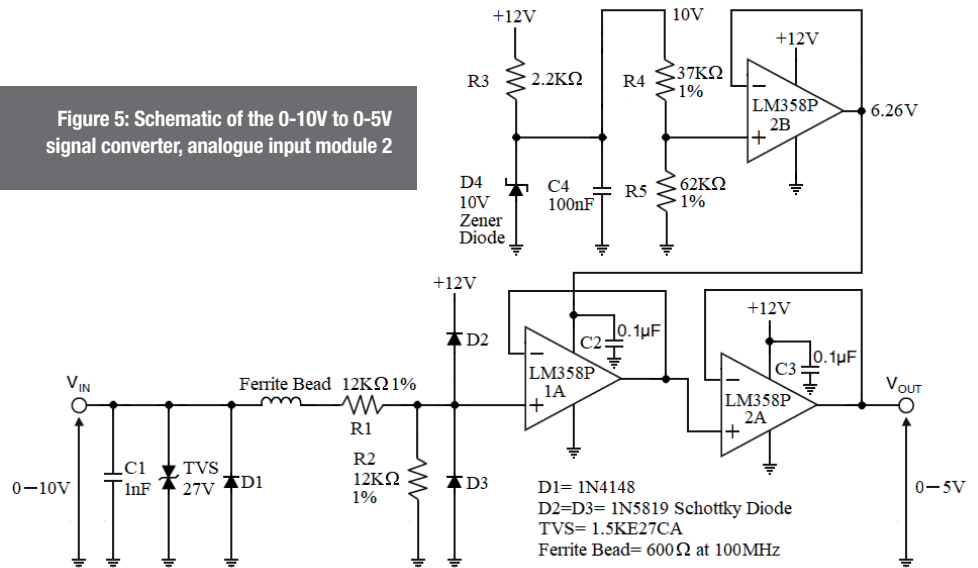 Figure 5: Schematic of the 0-10V to 0-5V
signal converter, analogue input module 2
+12V
10V
R3
2.2KΩ
R4
37KΩ
1%
+12V
−
LM358P
2B
+
6.26V
D4
10V
Zener
Diode
C4
100nF
R5
62KΩ
1%
+12V
D2
−
LM358P
1A
+
C2
0.1µF
+12V
−
LM358P
2A
+
C3
0.1µF
VIN
Ferrite Bead
12KΩ 1%
R1
VOUT
0−10V
C1
1nF
TVS
27V
D1
R2
12KΩ
1%
D3
0−5V
D1= 1N4148
D2=D3= 1N5819 Schottky Diode
TVS= 1.5KE27CA
Ferrite Bead= 600Ω at 100MHz